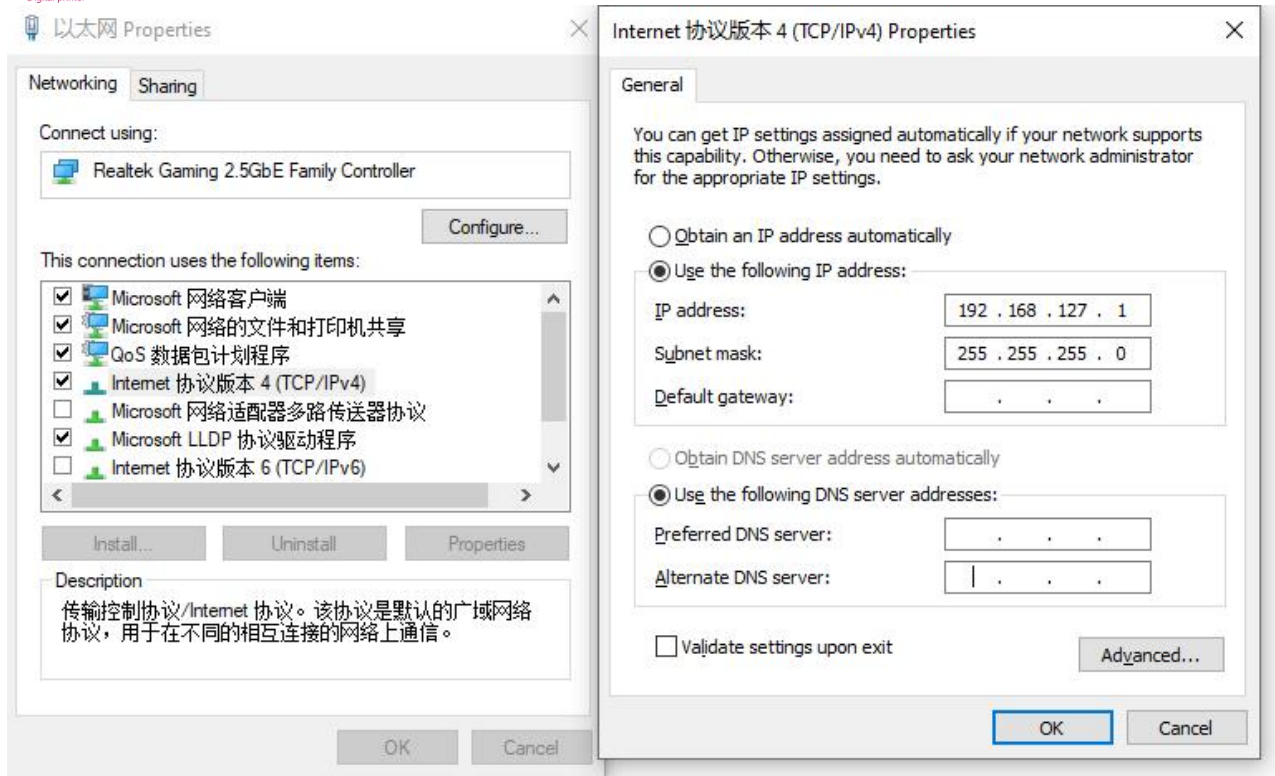 以太网 Properties
Networking
Sharing
Connect using:
Realtek Gaming 2.5GbE Family Controller
Configure...
This connection uses the following items:
Microsoft 网络客户端
Microsoft 网络的文件和打印机共享
QoS 数据包计划程序
Internet 协议版本 4 (TCP/IPv4)
Microsoft 网络适配器多路传送器协议
Microsoft LLDP 协议驱动程序
Internet 协议版本 6 (TCP/IPv6)
Install...
Uninstall
Properties
Description
传输控制协议/Internet 协议。该协议是默认的广域网络
协议，用于在不同的相互连接的网络上通信。
OK
Cancel
Internet 协议版本 4 (TCP/IPv4) Properties
General
You can get IP settings assigned automatically if your network supports
this capability. Otherwise, you need to ask your network administrator
for the appropriate IP settings.
Obtain an IP address automatically
Use the following IP address:
IP address: 192 . 168 . 127 . 1
Subnet mask: 255 . 255 . 255 . 0
Default gateway: . . .
Obtain DNS server address automatically
Use the following DNS server addresses:
Preferred DNS server: . . .
Alternate DNS server: . . .
Validate settings upon exit
Advanced...
OK
Cancel